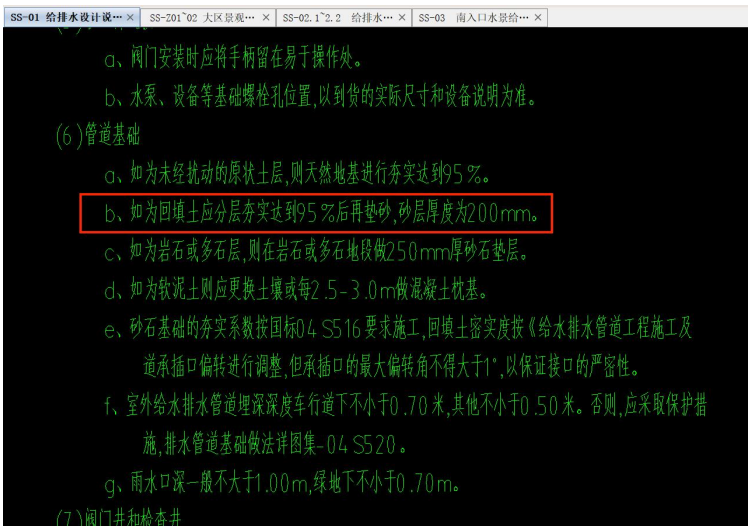 SS-01 给排水设计说… × SS-Z01~02 大区景观… × SS-02.1~2.2 给排水… × SS-03 南入口水景给… ×
a、阀门安装时应将手柄留在易于操作处。
b、水泵、设备等基础螺栓孔位置,以到货的实际尺寸和设备说明为准。
(6)管道基础
a、如为未经扰动的原状土层,则天然地基进行夯实达到95%。
b、如为回填土应分层夯实达到95%后再垫砂,砂层厚度为200mm。
c、如为岩石或多石层,则在岩石或多石地段做250mm厚砂石垫层。
d、如为软泥土则应更换土壤或每2.5-3.0m做混凝土枕基。
e、砂石基础的夯实系数按国标04 S516要求施工,回填土密实度按《给水排水管道工程施工及
道承插口偏转进行调整,但承插口的最大偏转角不得大于1°,以保证接口的严密性。
f、室外给水排水管道埋深深度车行道下不小于0.70米,其他不小于0.50米。否则,应采取保护措
施,排水管道基础做法详图集-04 S520。
g、雨水口深一般不大于1.00m,绿地下不小于0.70m。
(7)阀门井和检查井